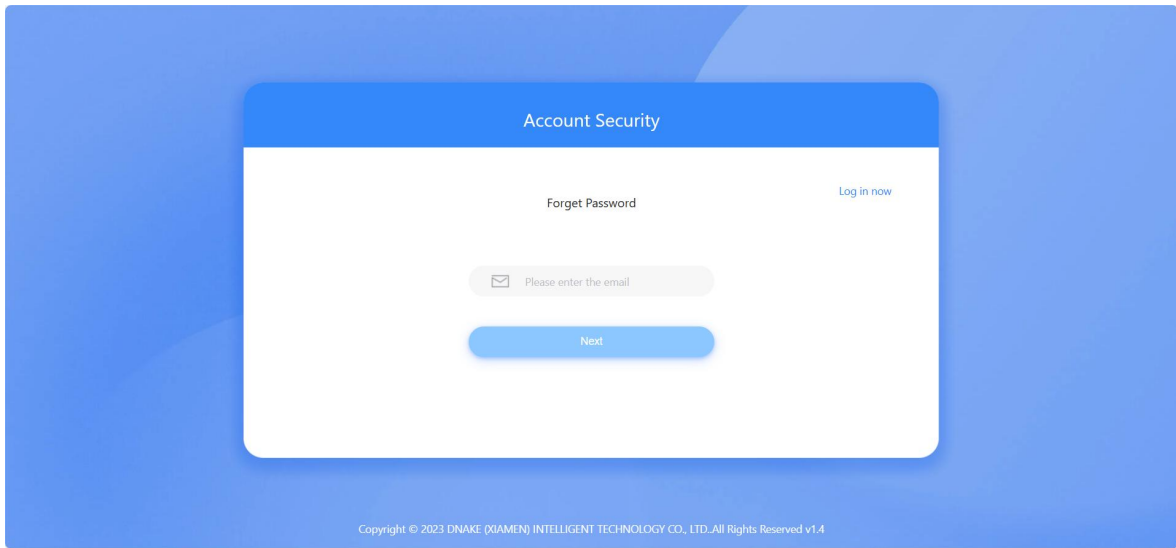 Account Security
Log in now
Forget Password
Please enter the email
Next
Copyright © 2023 DNAKE (XIAMEN) INTELLIGENT TECHNOLOGY CO., LTD..All Rights Reserved v1.4